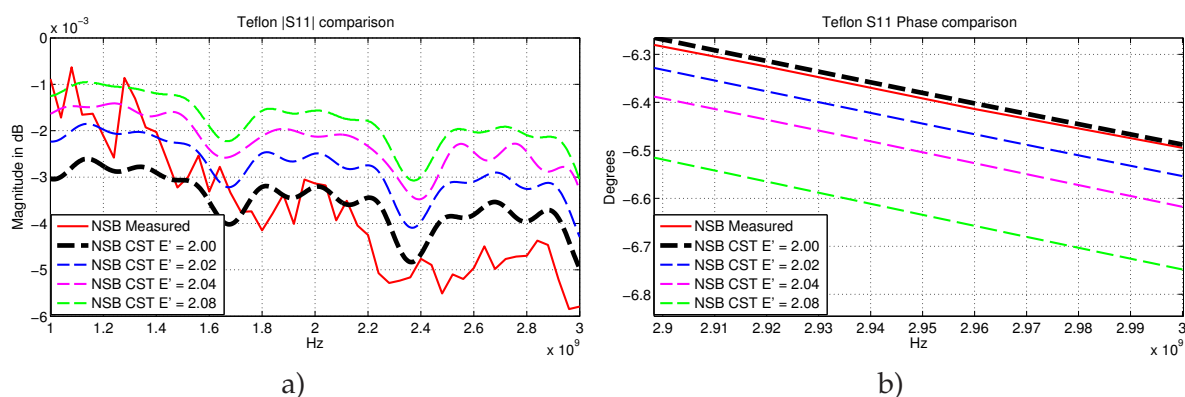 Teflon |S11| comparison
x 10⁻³
0
−1
−2
−3
−4
−5
−6
Magnitude in dB
NSB Measured
NSB CST E' = 2.00
NSB CST E' = 2.02
NSB CST E' = 2.04
NSB CST E' = 2.08
1 1.2 1.4 1.6 1.8 2 2.2 2.4 2.6 2.8 3
Hz
x 10⁹
a)
Teflon S11 Phase comparison
−6.3
−6.4
−6.5
−6.6
−6.7
−6.8
Degrees
NSB Measured
NSB CST E' = 2.00
NSB CST E' = 2.02
NSB CST E' = 2.04
NSB CST E' = 2.08
2.9 2.91 2.92 2.93 2.94 2.95 2.96 2.97 2.98 2.99 3
Hz
x 10⁹
b)